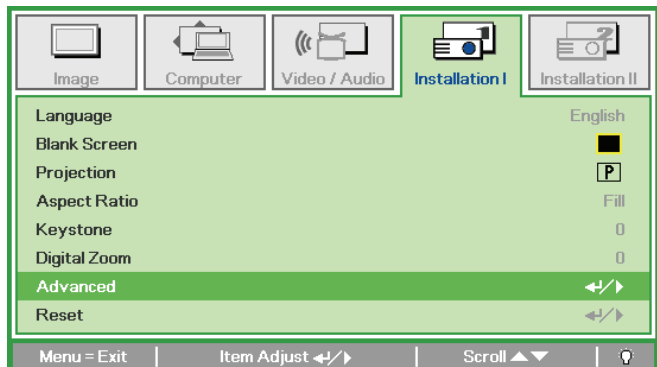 Image Computer Video / Audio Installation I Installation II
Language English
Blank Screen
Projection P
Aspect Ratio Fill
Keystone 0
Digital Zoom 0
Advanced
Reset
Menu = Exit Item Adjust Scroll